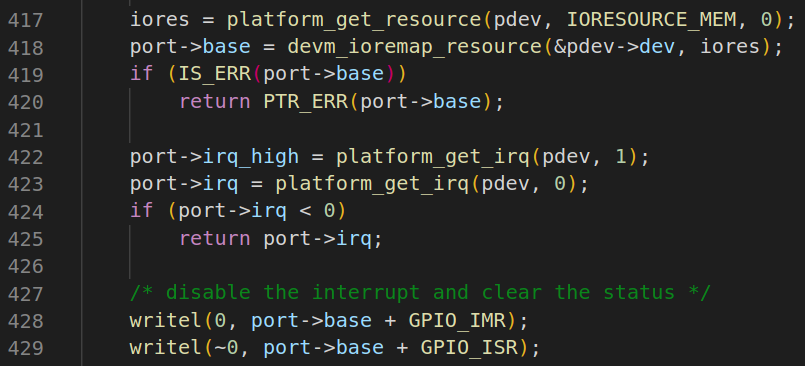 417 iores = platform_get_resource(pdev, IORESOURCE_MEM, 0);
418 port->base = devm_ioremap_resource(&pdev->dev, iores);
419 if (IS_ERR(port->base))
420 return PTR_ERR(port->base);
421
422 port->irq_high = platform_get_irq(pdev, 1);
423 port->irq = platform_get_irq(pdev, 0);
424 if (port->irq < 0)
425 return port->irq;
426
427 /* disable the interrupt and clear the status */
428 writel(0, port->base + GPIO_IMR);
429 writel(~0, port->base + GPIO_ISR);